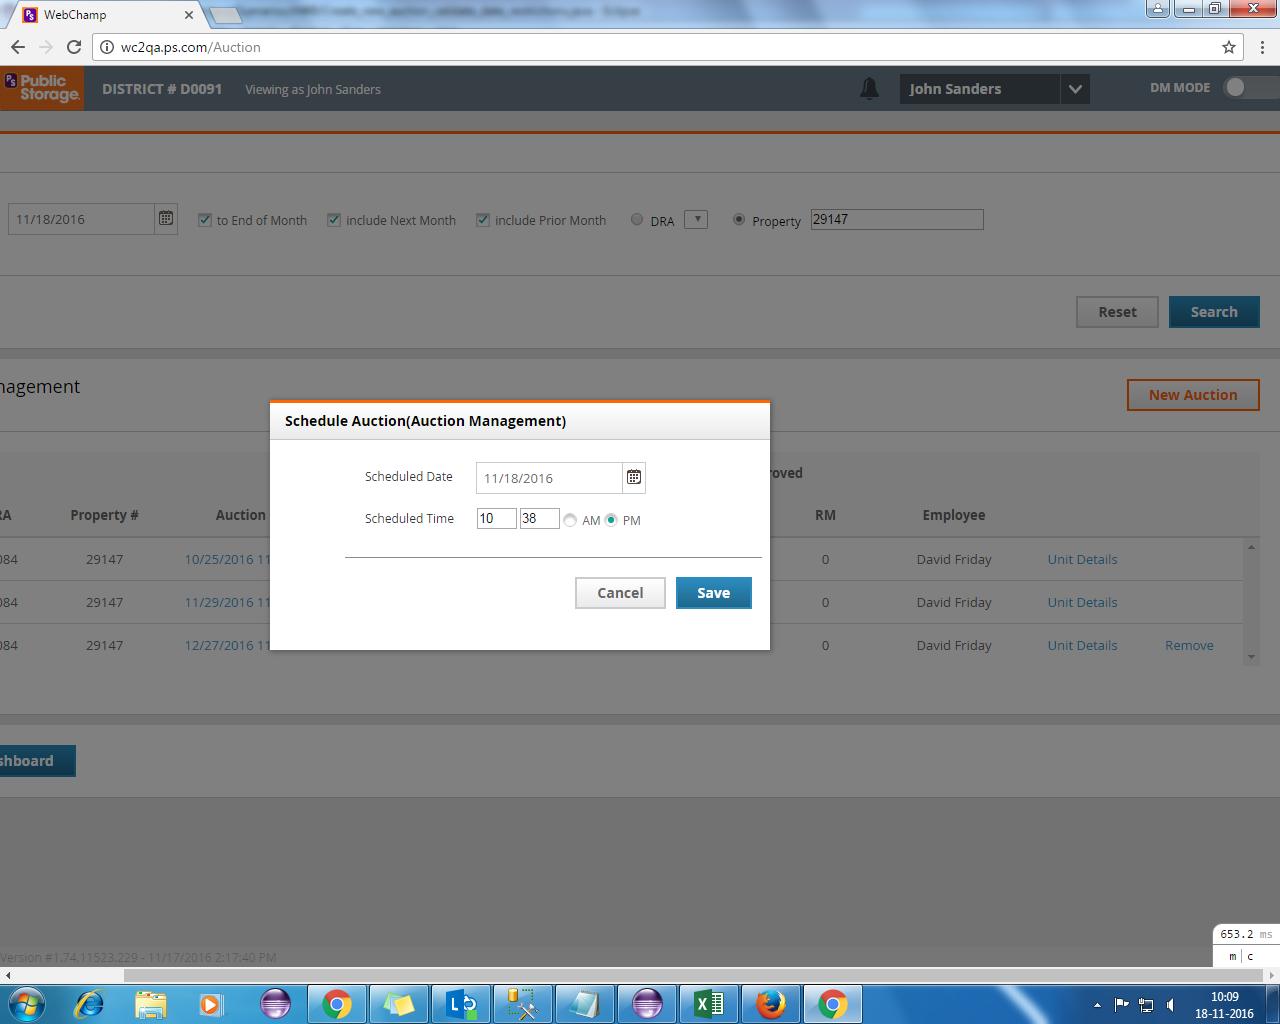 WebChamp
wc2qa.ps.com/Auction
PS Public Storage.
DISTRICT # D0091 Viewing as John Sanders
John Sanders
DM MODE
11/18/2016
to End of Month include Next Month include Prior Month DRA Property 29147
Reset Search
nagement
New Auction
Schedule Auction(Auction Management)
Scheduled Date 11/18/2016
Scheduled Time 10 38 AM PM
Cancel Save
roved
RA Property # Auction RM Employee
084 29147 10/25/2016 11 0 David Friday Unit Details
084 29147 11/29/2016 11 0 David Friday Unit Details
084 29147 12/27/2016 11 0 David Friday Unit Details Remove
shboard
653.2 ms
m c
Version #1.74.11523.229 - 11/17/2016 2:17:40 PM
10:09
18-11-2016